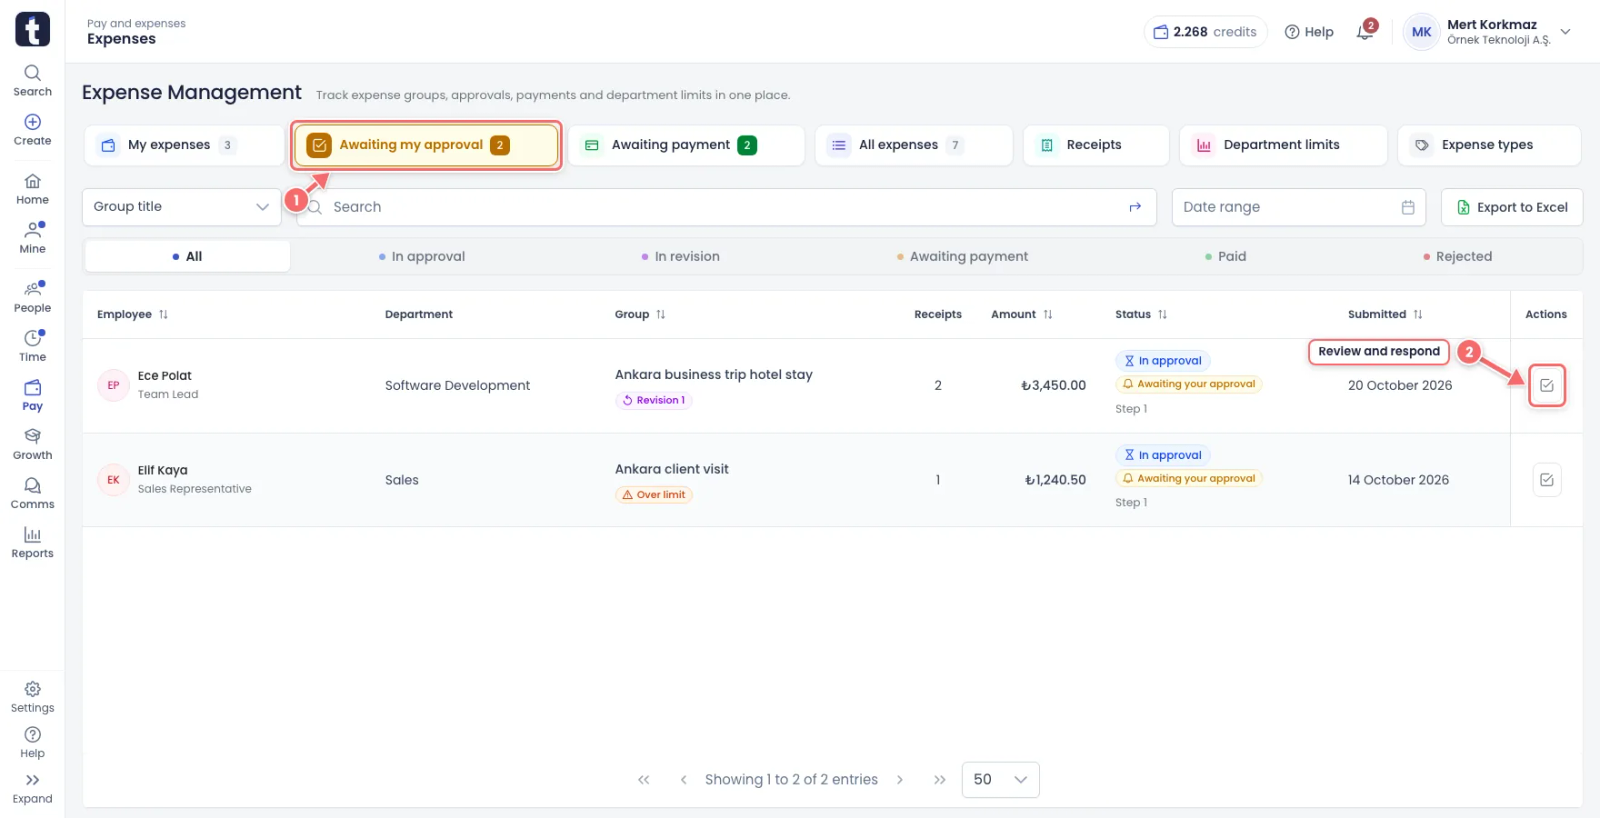 t
Pay and expenses
Expenses
2.268 credits
Help
2
MK
Mert Korkmaz
Örnek Teknoloji A.Ş.
Search
Create
Home
Mine
People
Time
Pay
Growth
Comms
Reports
Settings
Help
Expand
Expense Management
Track expense groups, approvals, payments and department limits in one place.
My expenses 3
Awaiting my approval 2
Awaiting payment 2
All expenses 7
Receipts
Department limits
Expense types
1
Group title
Search
Date range
Export to Excel
All
In approval
In revision
Awaiting payment
Paid
Rejected
Employee
Department
Group
Receipts
Amount
Status
Submitted
Actions
Review and respond
2
EP
Ece Polat
Team Lead
Software Development
Ankara business trip hotel stay
Revision 1
2
₺3,450.00
In approval
Awaiting your approval
Step 1
20 October 2026
EK
Elif Kaya
Sales Representative
Sales
Ankara client visit
Over limit
1
₺1,240.50
In approval
Awaiting your approval
Step 1
14 October 2026
Showing 1 to 2 of 2 entries
50